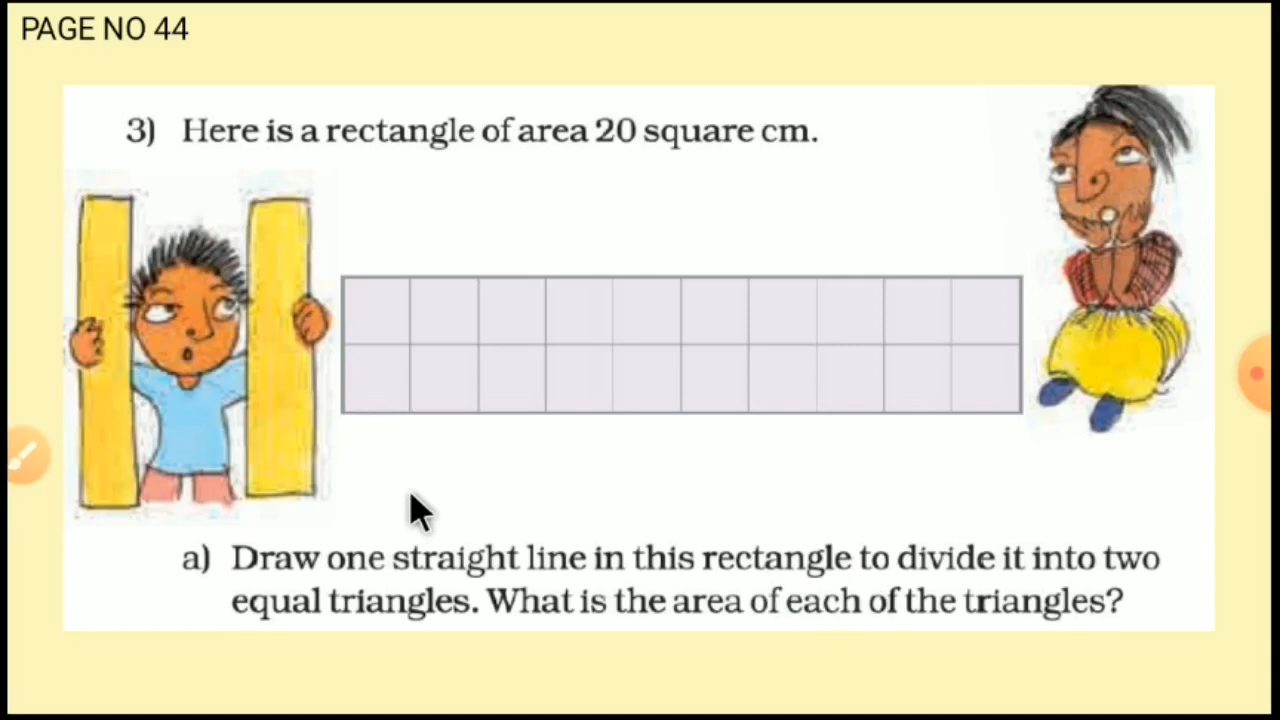 PAGE NO 44
3) Here is a rectangle of area 20 square cm.
a) Draw one straight line in this rectangle to divide it into two
equal triangles. What is the area of each of the triangles?